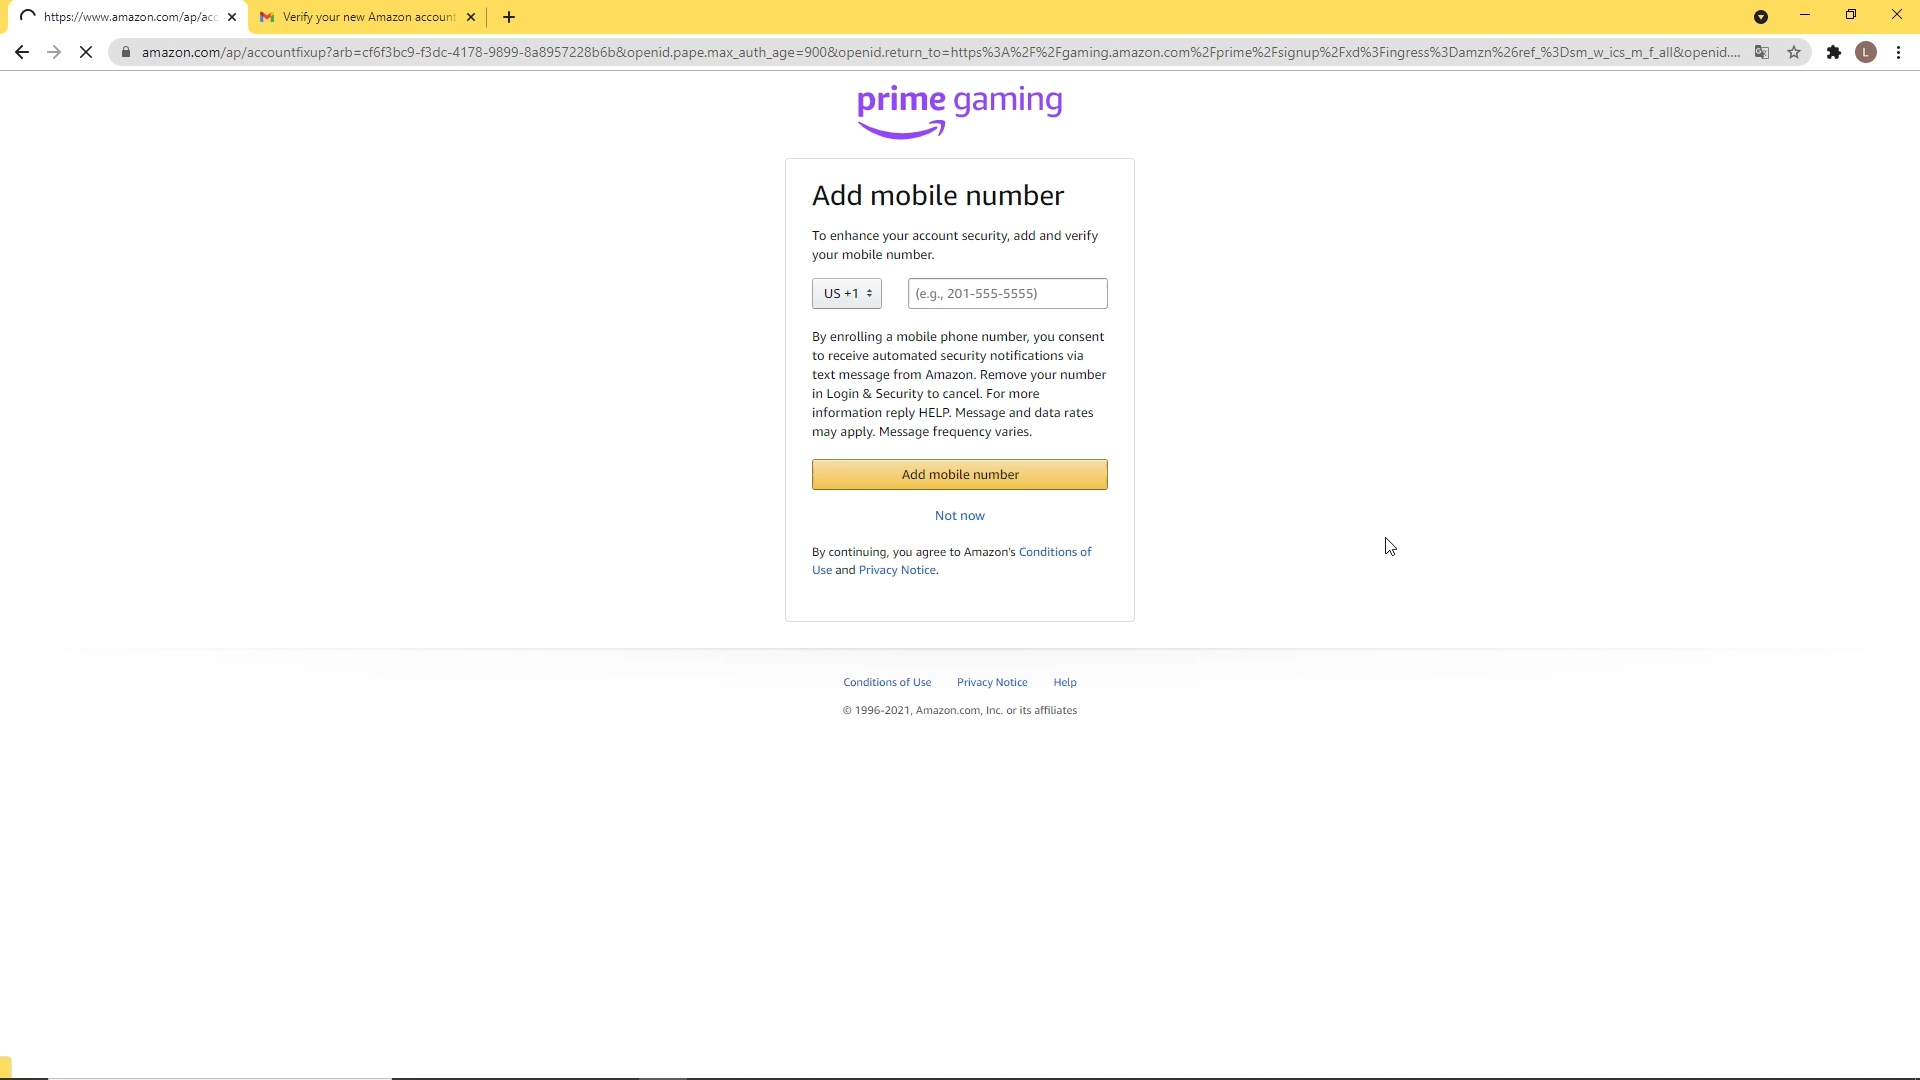 https://www.amazon.com/ap/acc
Verify your new Amazon account
amazon.com/ap/accountfixup?arb=cf6f3bc9-f3dc-4178-9899-8a8957228b6b&openid.pape.max_auth_age=900&openid.return_to=https%3A%2F%2Fgaming.amazon.com%2Fprime%2Fsignup%2Fxd%3Fingress%3Damzn%26ref_%3Dsm_w_ics_m_f_all&openid....
L
prime gaming
Add mobile number
To enhance your account security, add and verify
your mobile number.
US +1
(e.g., 201-555-5555)
By enrolling a mobile phone number, you consent
to receive automated security notifications via
text message from Amazon. Remove your number
in Login & Security to cancel. For more
information reply HELP. Message and data rates
may apply. Message frequency varies.
Add mobile number
Not now
By continuing, you agree to Amazon's Conditions of
Use and Privacy Notice.
Conditions of Use Privacy Notice Help
© 1996-2021, Amazon.com, Inc. or its affiliates